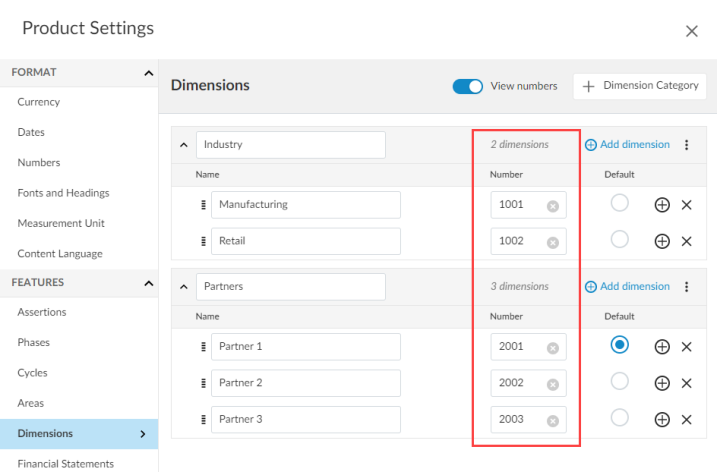 Product Settings
FORMAT
Currency
Dates
Numbers
Fonts and Headings
Measurement Unit
Content Language
FEATURES
Assertions
Phases
Cycles
Areas
Dimensions
Financial Statements
Dimensions
View numbers
Dimension Category
Industry
2 dimensions
Add dimension
Name Number Default
Manufacturing 1001
Retail 1002
Partners
3 dimensions
Add dimension
Name Number Default
Partner 1 2001
Partner 2 2002
Partner 3 2003